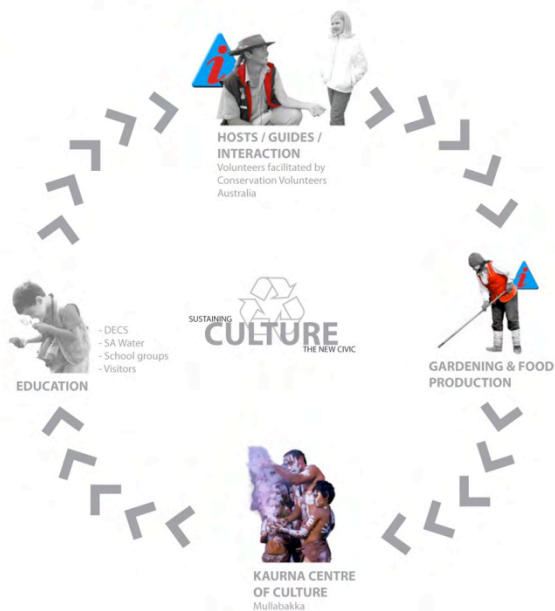 HOSTS / GUIDES /
INTERACTION
Volunteers facilitated by
Conservation Volunteers
Australia
- DECS
- SA Water
- School groups
- Visitors
EDUCATION
SUSTAINING
CULTURE
THE NEW CIVIC
GARDENING & FOOD
PRODUCTION
KAURNA CENTRE
OF CULTURE
Mullabakka